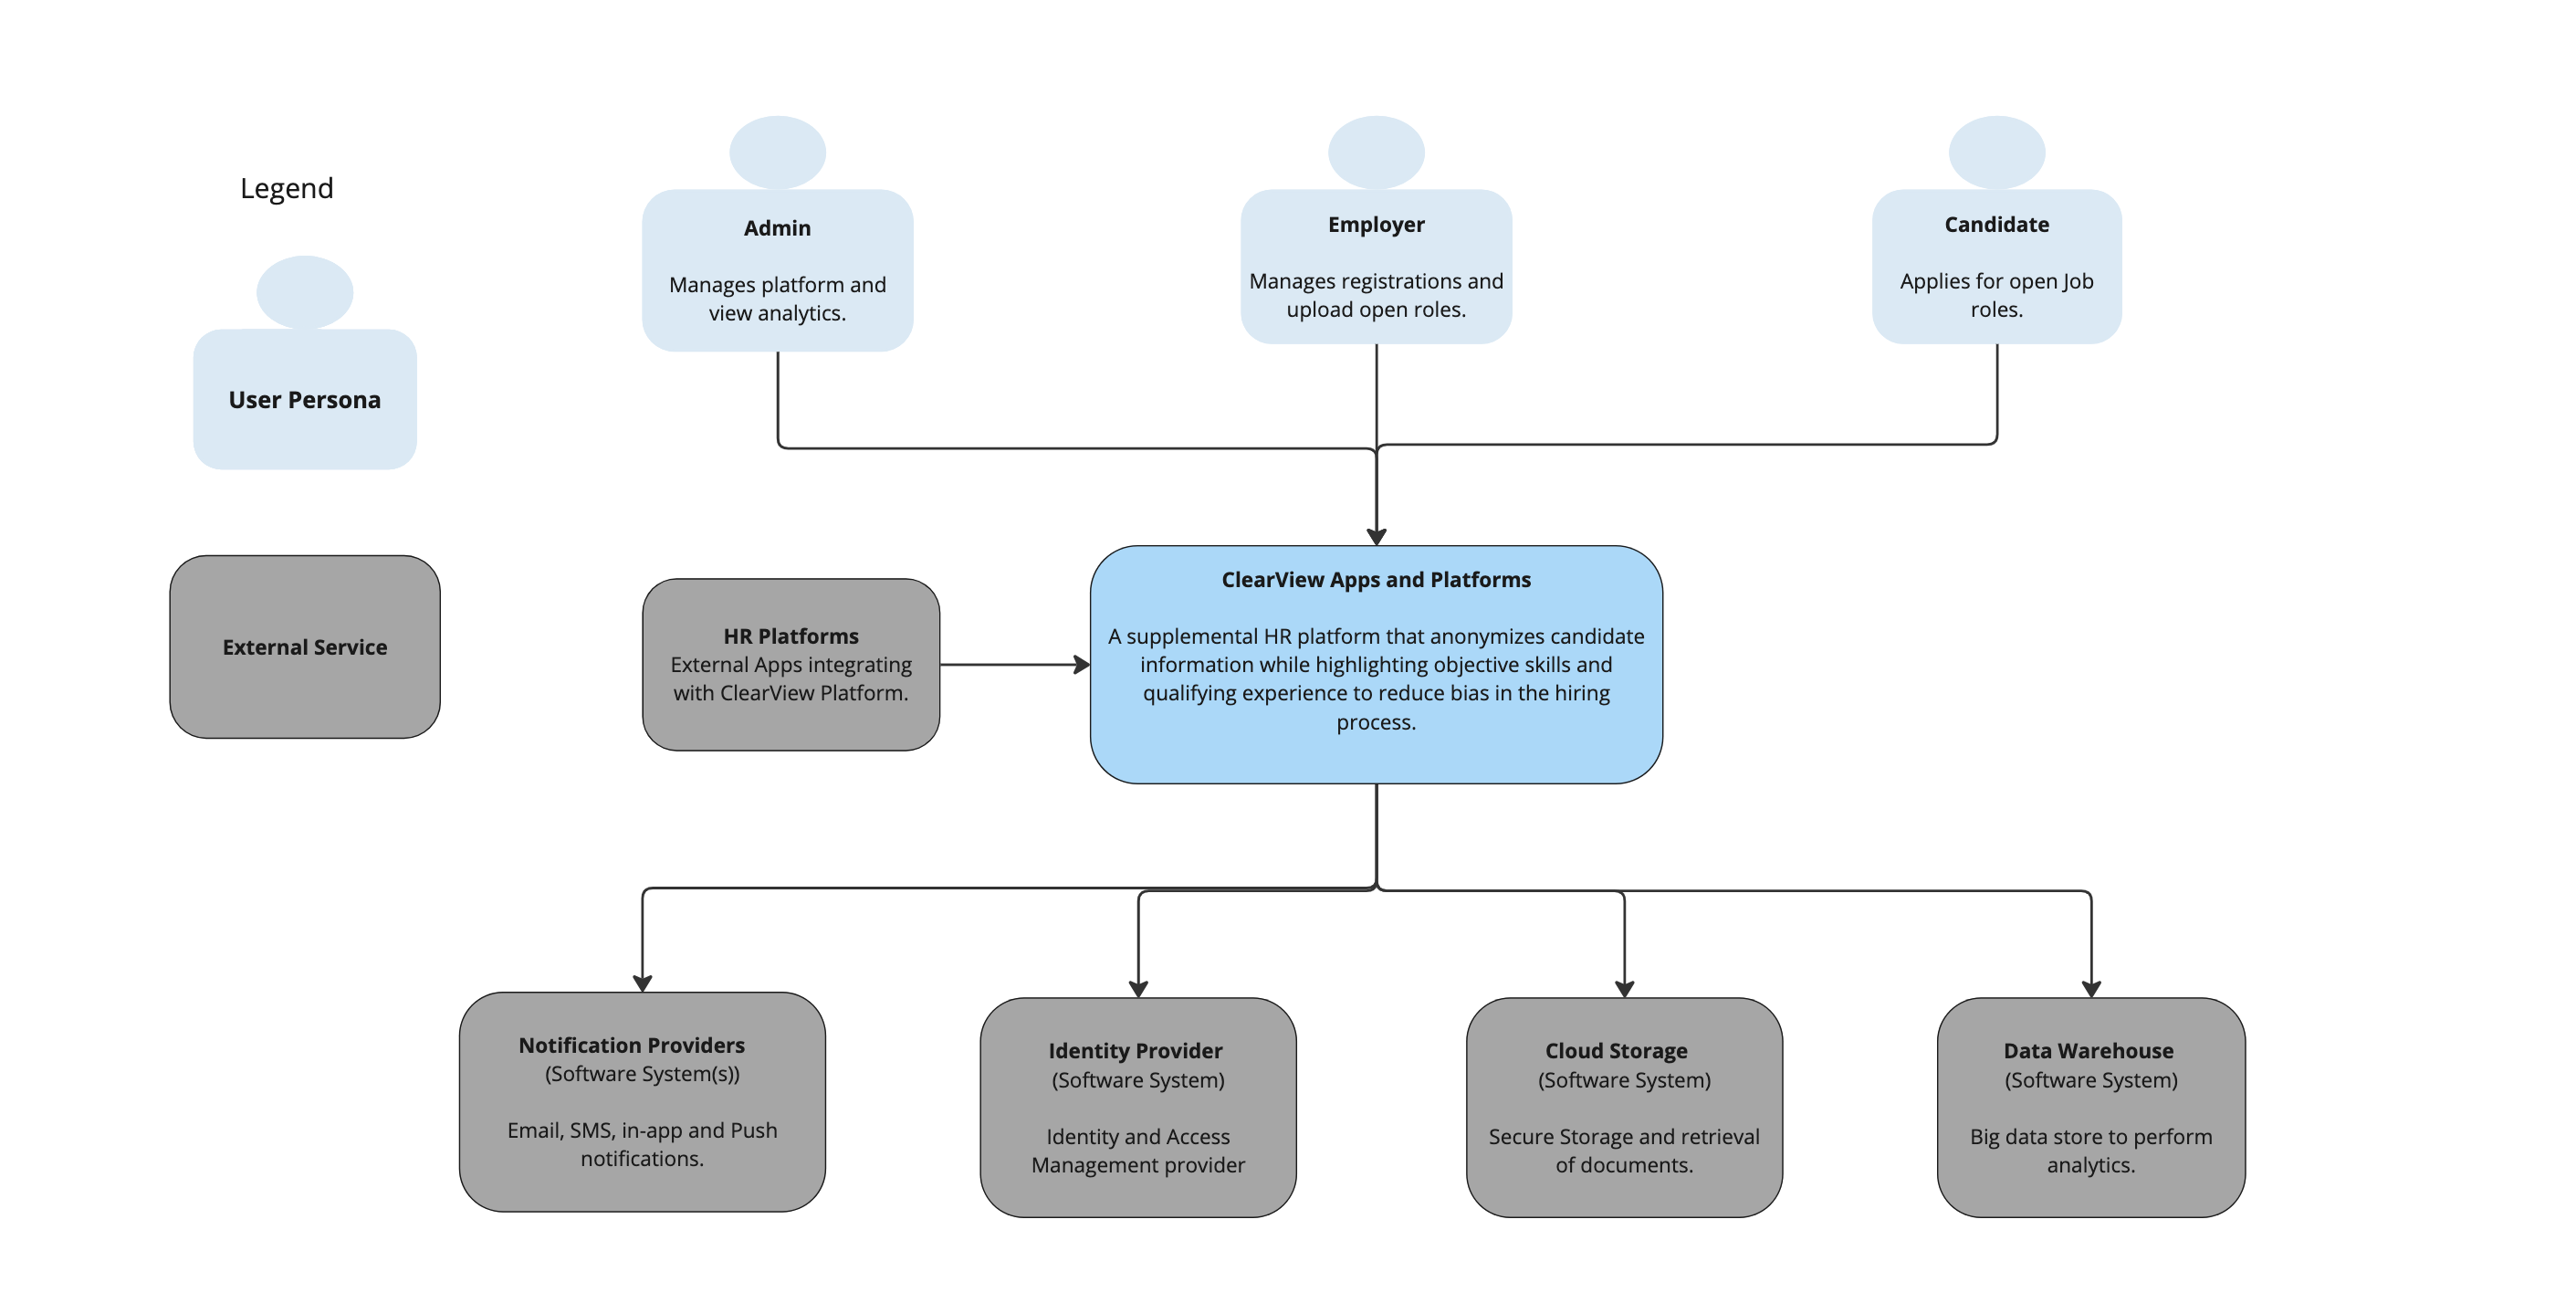 Legend
User Persona
External Service
Admin
Manages platform and
view analytics.
Employer
Manages registrations and
upload open roles.
Candidate
Applies for open Job
roles.
HR Platforms
External Apps integrating
with ClearView Platform.
ClearView Apps and Platforms
A supplemental HR platform that anonymizes candidate
information while highlighting objective skills and
qualifying experience to reduce bias in the hiring
process.
Notification Providers
(Software System(s))
Email, SMS, in-app and Push
notifications.
Identity Provider
(Software System)
Identity and Access
Management provider
Cloud Storage
(Software System)
Secure Storage and retrieval
of documents.
Data Warehouse
(Software System)
Big data store to perform
analytics.